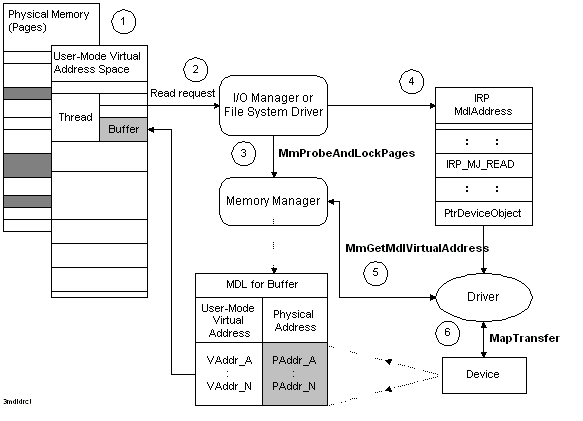 Physical Memory
(Pages)
1
User-Mode Virtual
Address Space
2
Read request
Thread
Buffer
I/O Manager or
File System Driver
4
IRP
MdlAddress
: :
IRP_MJ_READ
: :
PtrDeviceObject
3
MmProbeAndLockPages
Memory Manager
MmGetMdlVirtualAddress
5
MDL for Buffer
User-Mode
Virtual
Address
Physical
Address
VAddr_A
:
VAddr_N
PAddr_A
:
PAddr_N
Driver
6
MapTransfer
Device
3mdldrct